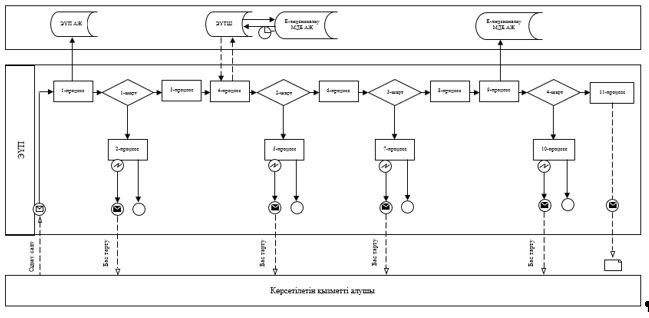 ЭҮП АЖ
ЭҮТШ
Е-лицензиялау
МДБ АЖ
Е-лицензиялау
МДБ АЖ
ЭҮП
1-процесс
1-шарт
3-процесс
4-процесс
2-шарт
6-процесс
3-шарт
8-процесс
9-процесс
4-шарт
11-процесс
2-процесс
5-процесс
7-процесс
10-процесс
Бас тарту
Бас тарту
Бас тарту
Бас тарту
Көрсетілетін қызметті алушы